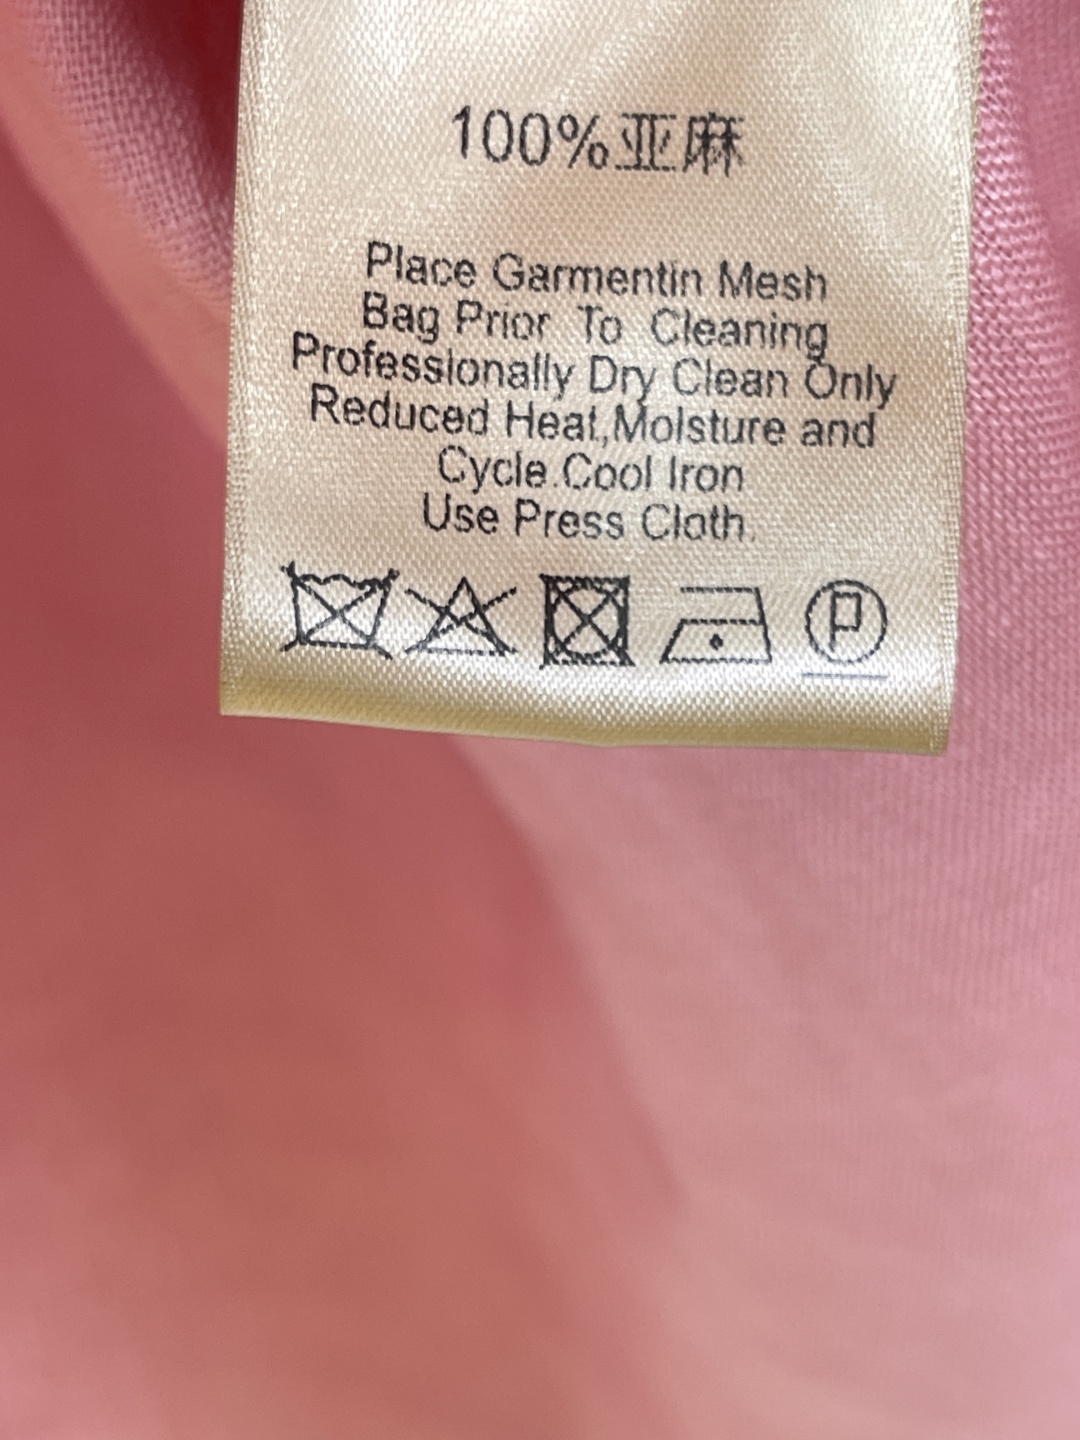 100%亚麻
Place Garmentin Mesh
Bag Prior To Cleaning
Professionally Dry Clean Only
Reduced Heat,Molsture and
Cycle.Cool Iron
Use Press Cloth.
P